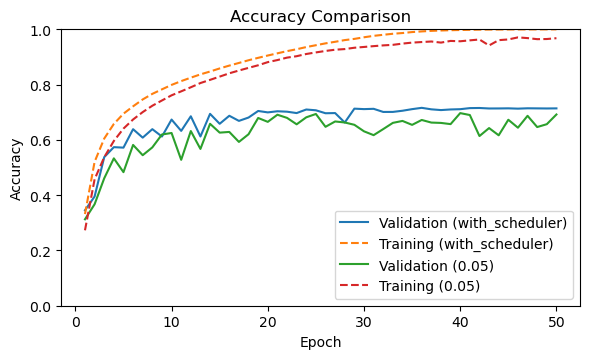 Accuracy Comparison
1.0
0.8
0.6
0.4
0.2
0.0
Accuracy
Validation (with_scheduler)
Training (with_scheduler)
Validation (0.05)
Training (0.05)
0 10 20 30 40 50
Epoch